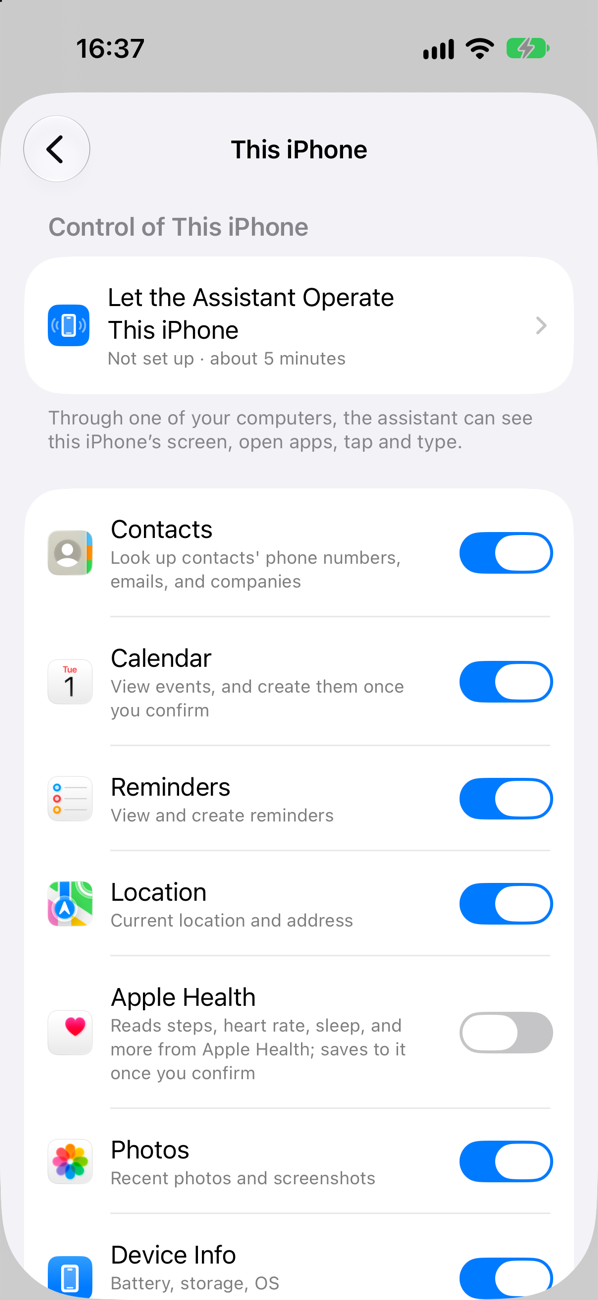 16:37
This iPhone
Control of This iPhone
Let the Assistant Operate
This iPhone
Not set up · about 5 minutes
Through one of your computers, the assistant can see
this iPhone’s screen, open apps, tap and type.
Contacts
Look up contacts' phone numbers,
emails, and companies
Tue
1
Calendar
View events, and create them once
you confirm
Reminders
View and create reminders
Location
Current location and address
Apple Health
Reads steps, heart rate, sleep, and
more from Apple Health; saves to it
once you confirm
Photos
Recent photos and screenshots
Device Info
Battery, storage, OS